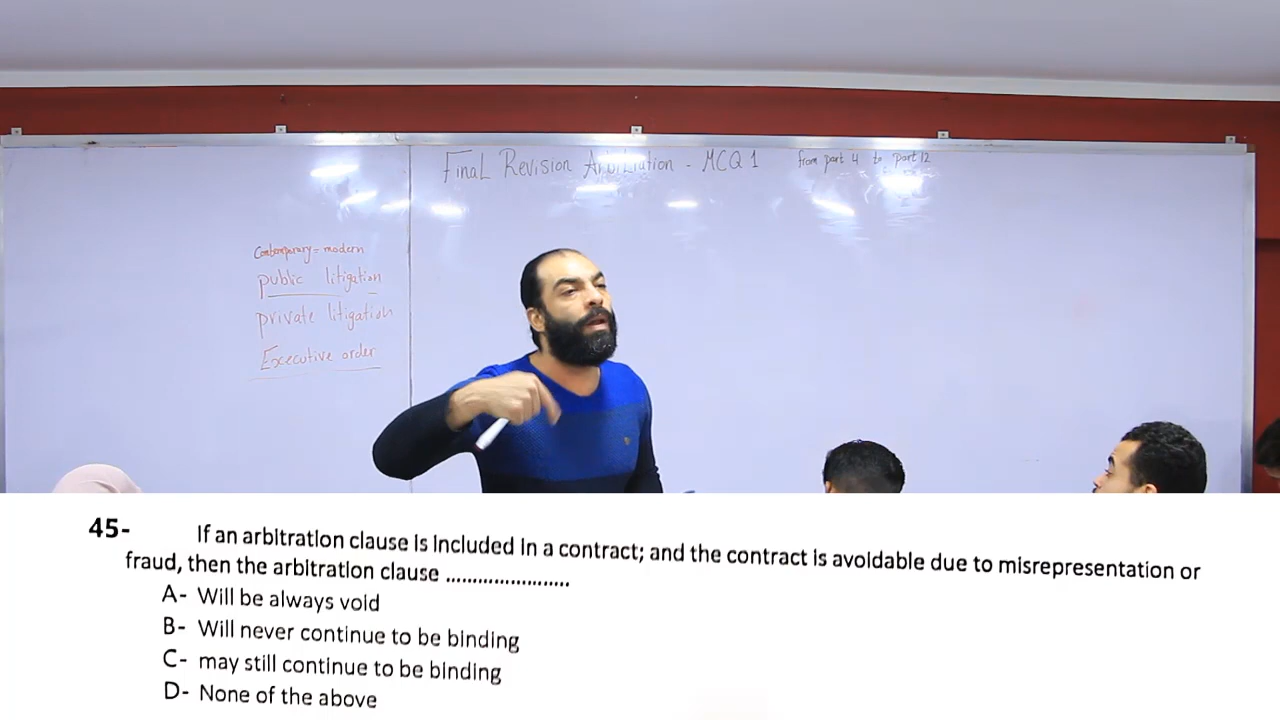 Final Revision Arbitration - MCQ 1 from part 4 to part 12
Contemporary = modern
public litigation
private litigation
Executive order
45- If an arbitration clause is included in a contract; and the contract is avoidable due to misrepresentation or
fraud, then the arbitration clause .......................
A- Will be always void
B- Will never continue to be binding
C- may still continue to be binding
D- None of the above